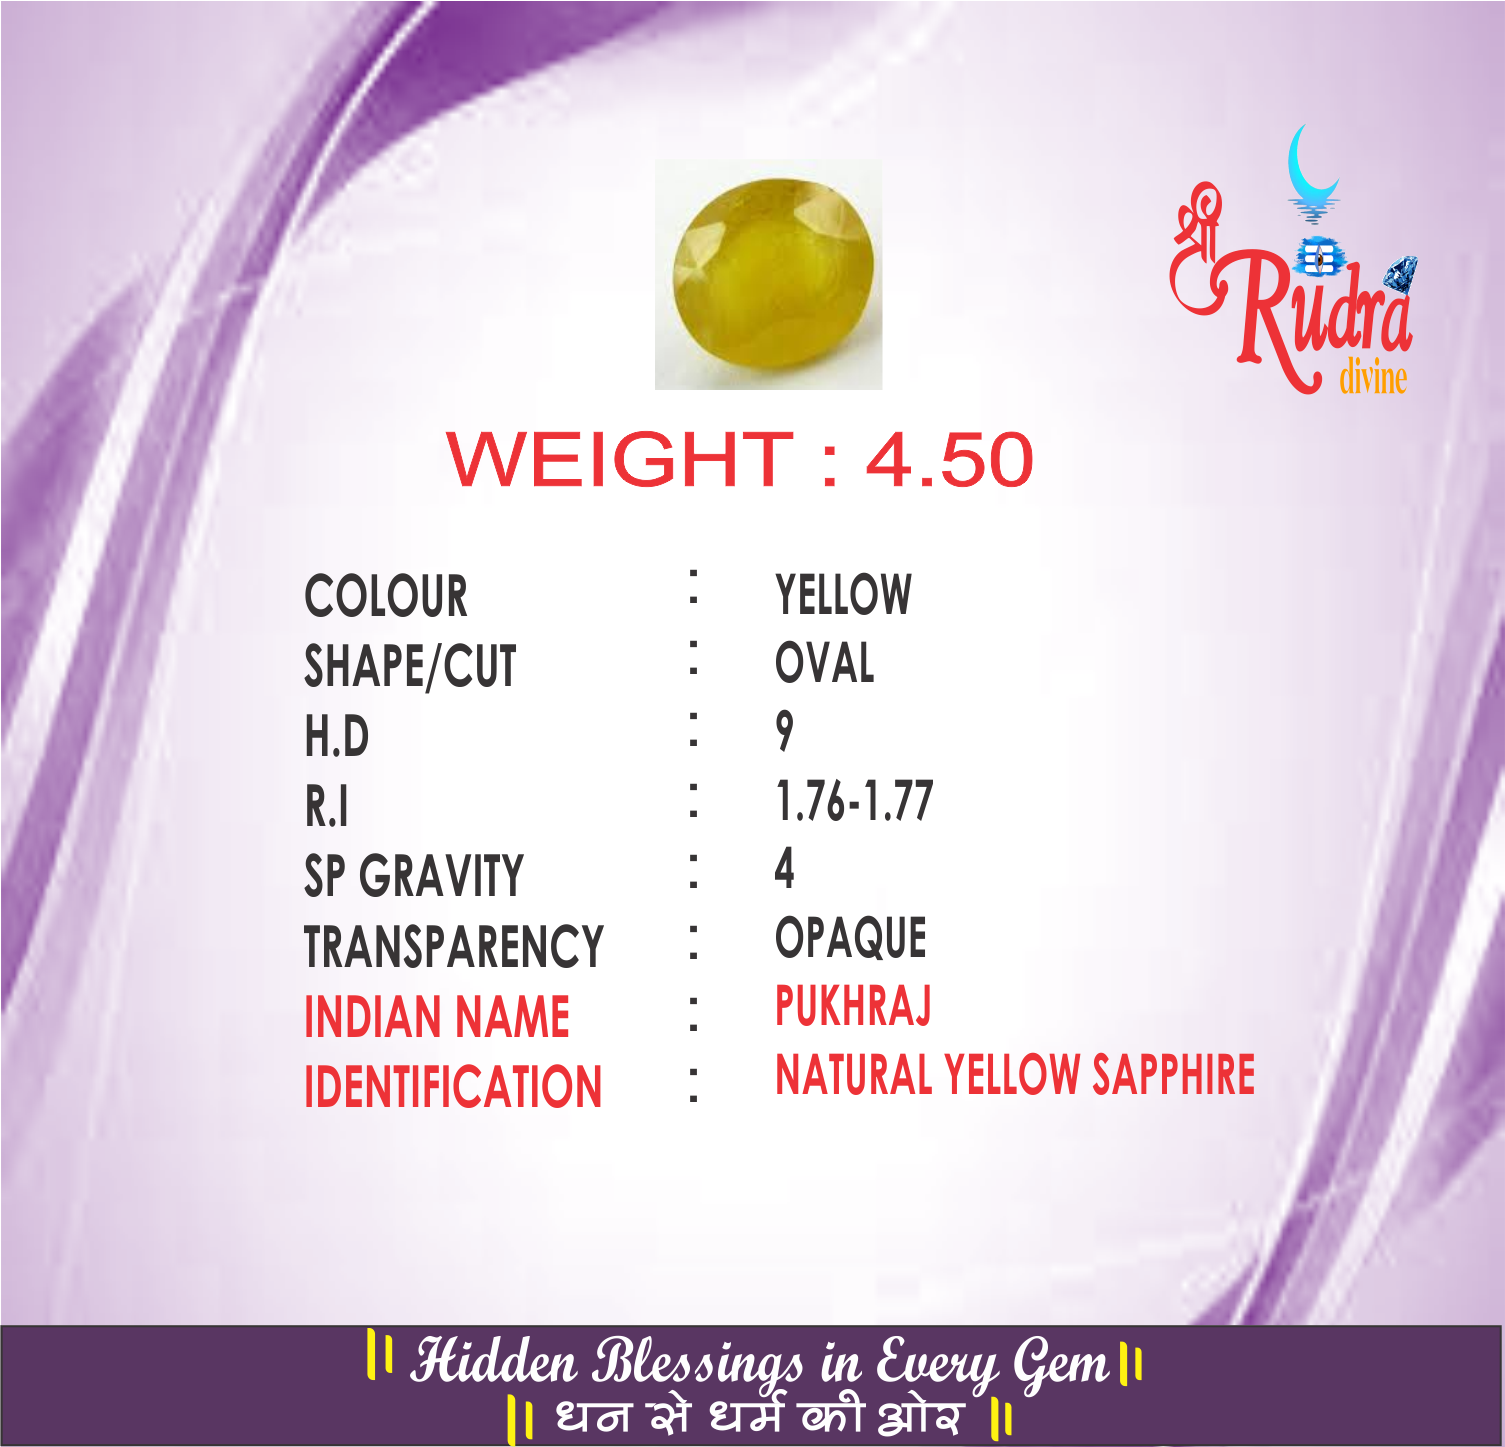 श्री
Rudra
divine
WEIGHT : 4.50
COLOUR : YELLOW
SHAPE/CUT : OVAL
H.D : 9
R.I : 1.76-1.77
SP GRAVITY : 4
TRANSPARENCY : OPAQUE
INDIAN NAME : PUKHRAJ
IDENTIFICATION : NATURAL YELLOW SAPPHIRE
॥ Hidden Blessings in Every Gem ॥
॥ धन से धर्म की ओर ॥